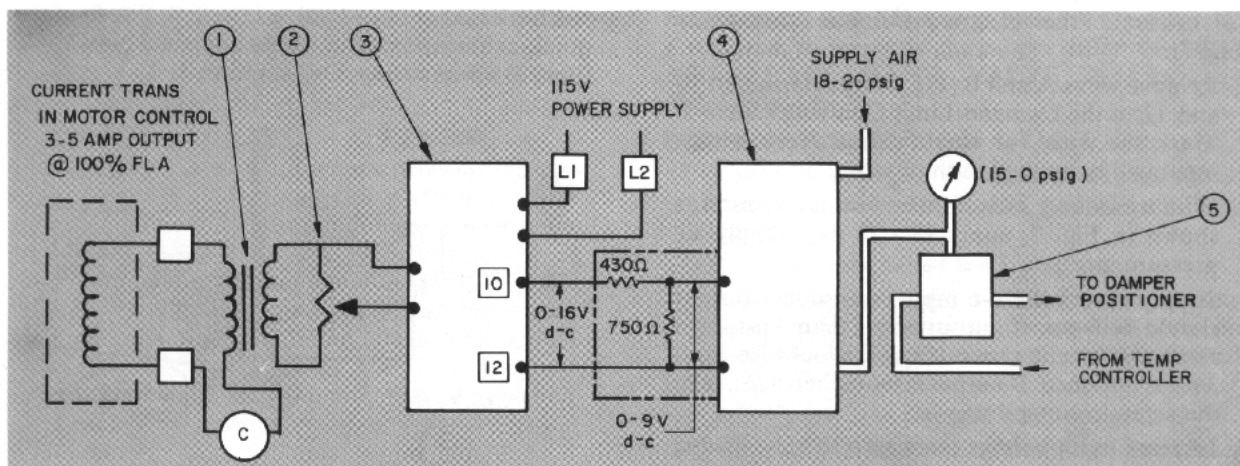 1
2
3
4
CURRENT TRANS
IN MOTOR CONTROL
3-5 AMP OUTPUT
@ 100% FLA
115V
POWER SUPPLY
L1
L2
SUPPLY AIR
18-20 psig
(15-0 psig)
5
430Ω
10
0-16V
d-c
750Ω
12
0-9V
d-c
TO DAMPER
POSITIONER
FROM TEMP
CONTROLLER
C